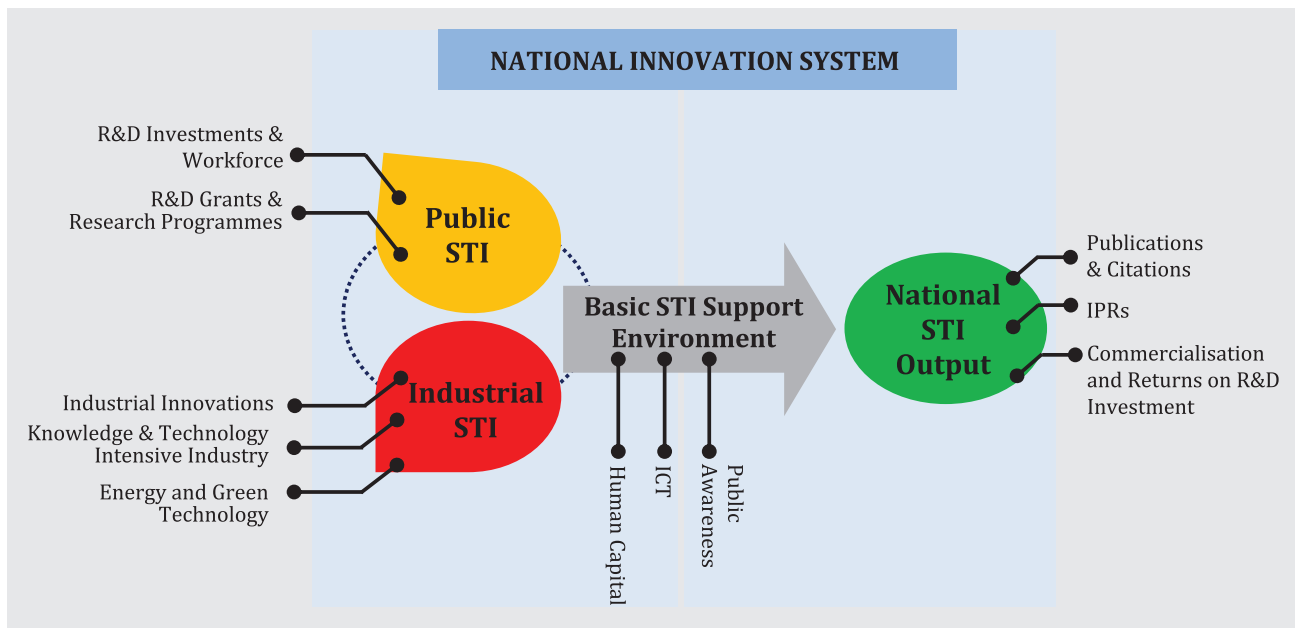 NATIONAL INNOVATION SYSTEM
R&D Investments &
Workforce
R&D Grants &
Research Programmes
Public
STI
Industrial
STI
Industrial Innovations
Knowledge & Technology
Intensive Industry
Energy and Green
Technology
Basic STI Support
Environment
Human Capital
ICT
Public
Awareness
National
STI
Output
Publications
& Citations
IPRs
Commercialisation
and Returns on R&D
Investment